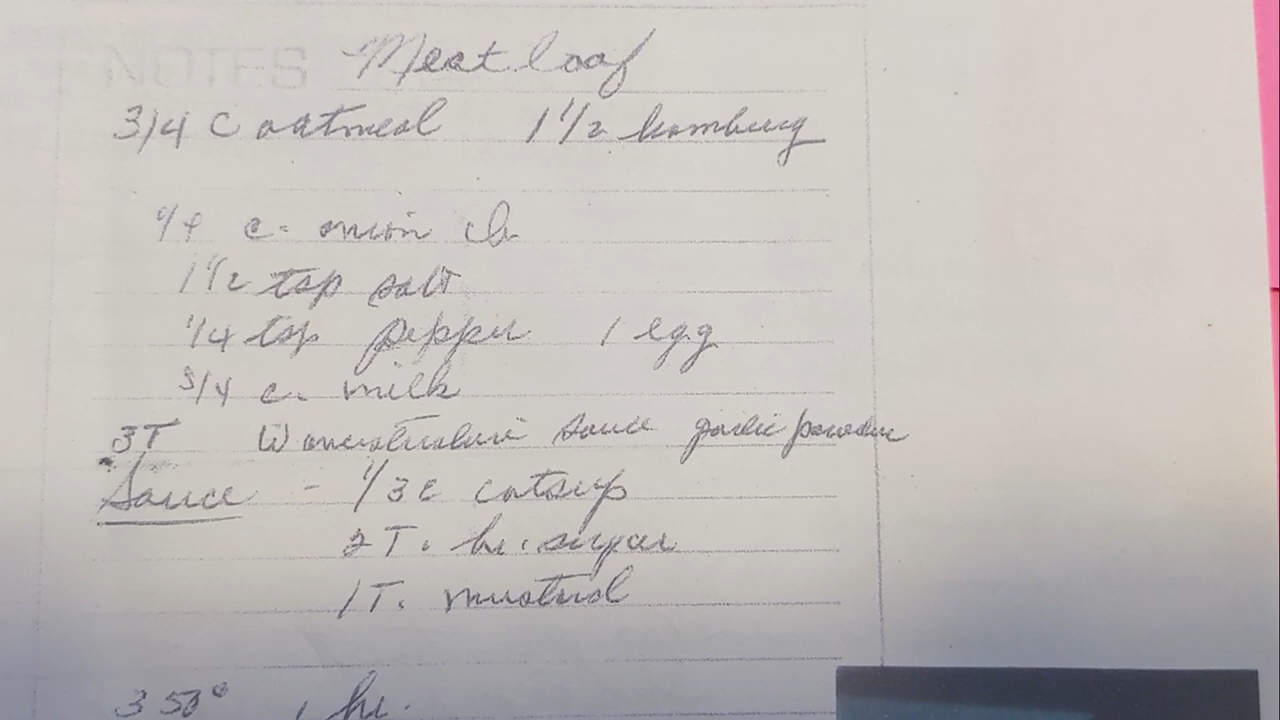 NOTES Meat loaf
3/4 C oatmeal 1 1/2 hamburg
1/4 c. onion ch
1 1/2 tsp salt
1/4 tsp pepper 1 egg
3/4 c. milk
3T Worcestershire sauce garlic powder
Sauce - 1/3 c catsup
2 T. br. sugar
1 T. mustard
350° 1 hr.